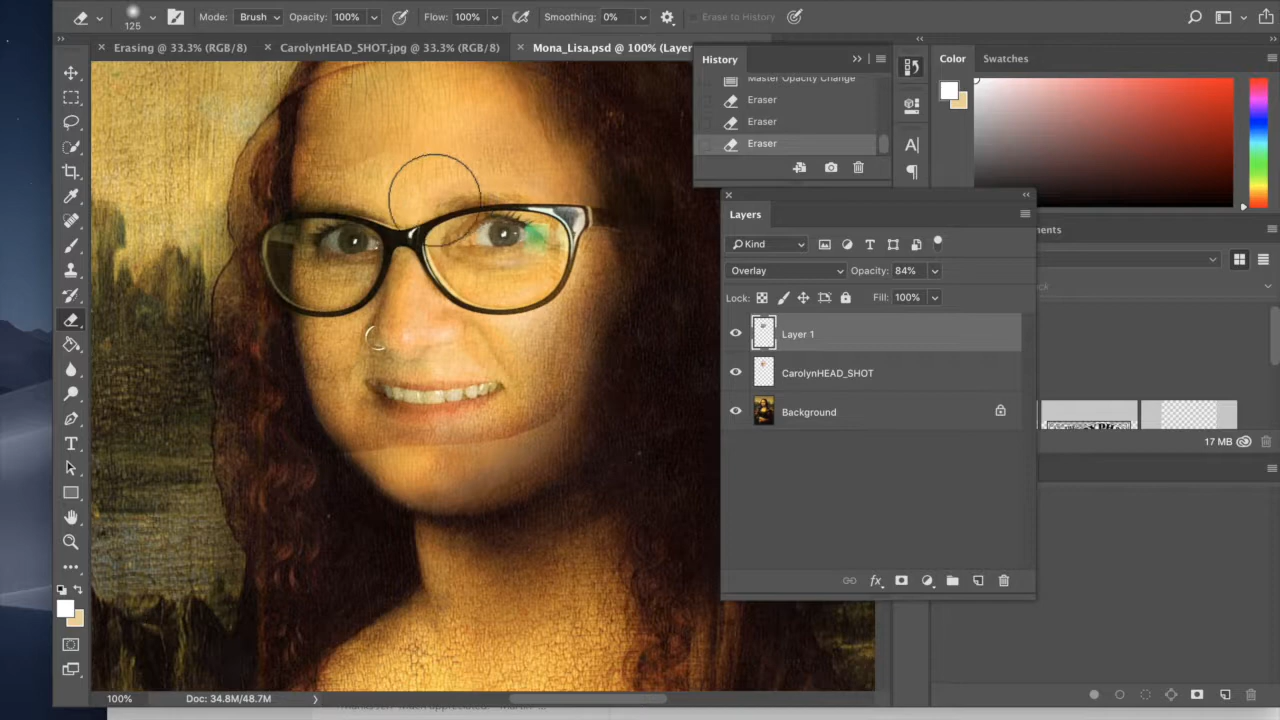 125
Mode: Brush Opacity: 100% Flow: 100% Smoothing: 0% Erase to History
Erasing @ 33.3% (RGB/8) CarolynHEAD_SHOT.jpg @ 33.3% (RGB/8) Mona_Lisa.psd @ 100% (Layer
History
Master Opacity Change
Eraser
Eraser
Eraser
Color Swatches
Layers
Kind
Overlay Opacity: 84%
Lock: Fill: 100%
Layer 1
CarolynHEAD_SHOT
Background
ments
17 MB
100% Doc: 34.8M/48.7M